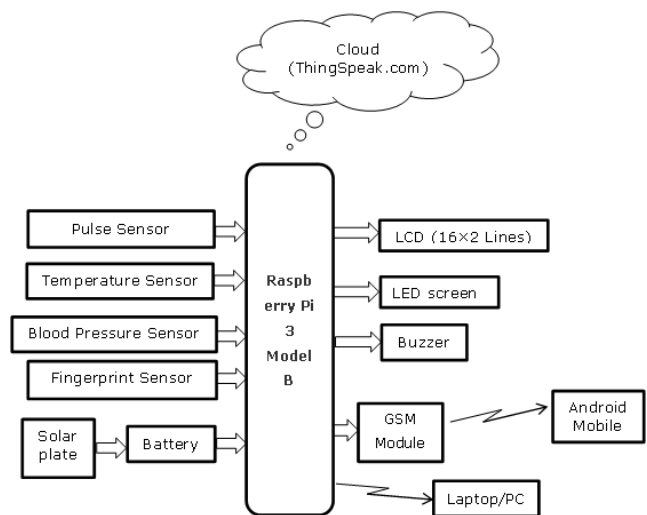 Cloud
(ThingSpeak.com)
Pulse Sensor
Temperature Sensor
Blood Pressure Sensor
Fingerprint Sensor
Solar
plate
Battery
Raspb
erry Pi
3
Model
B
LCD (16×2 Lines)
LED screen
Buzzer
GSM
Module
Android
Mobile
Laptop/PC